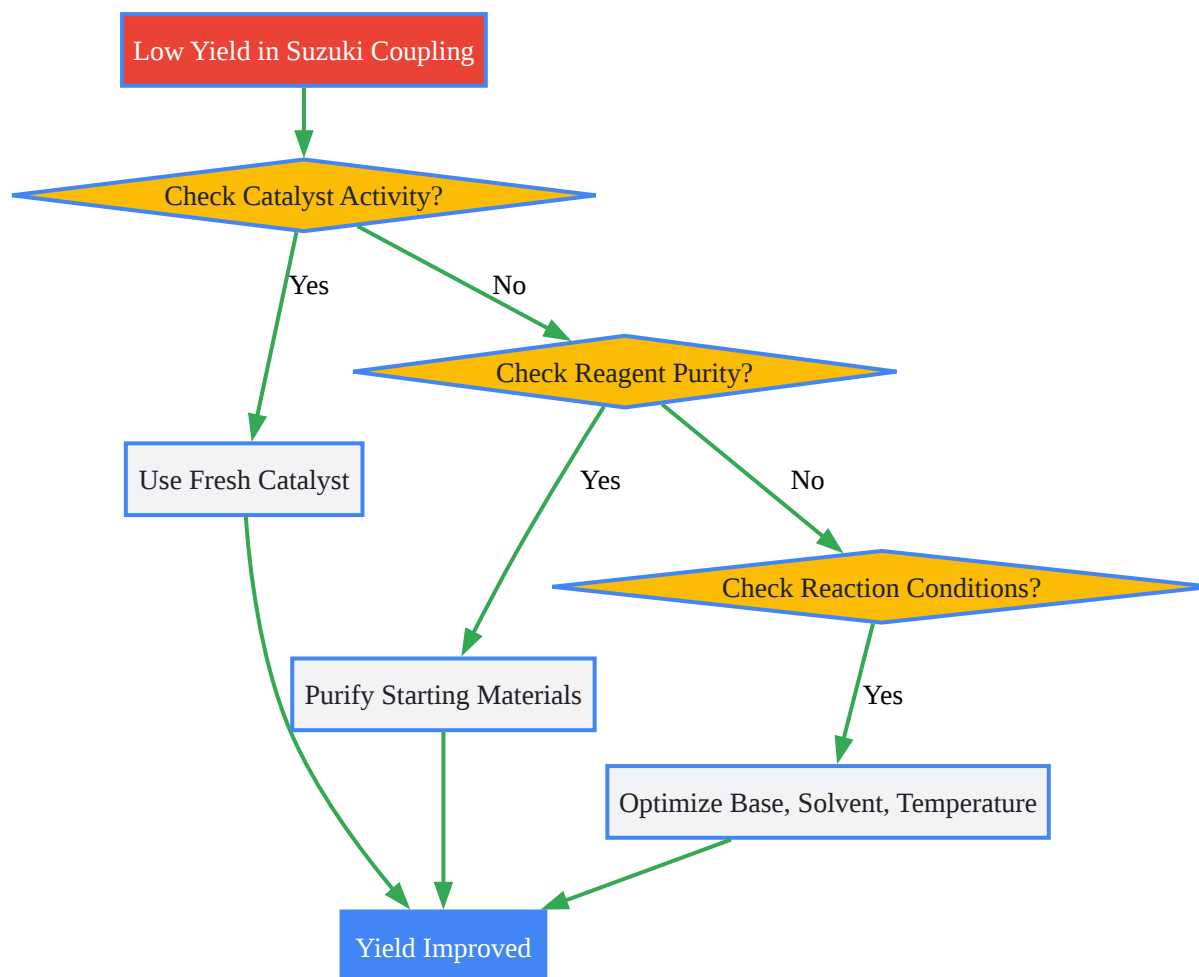 Low Yield in Suzuki Coupling
Check Catalyst Activity?
Yes
No
Check Reagent Purity?
Use Fresh Catalyst
Yes
No
Check Reaction Conditions?
Purify Starting Materials
Yes
Optimize Base, Solvent, Temperature
Yield Improved